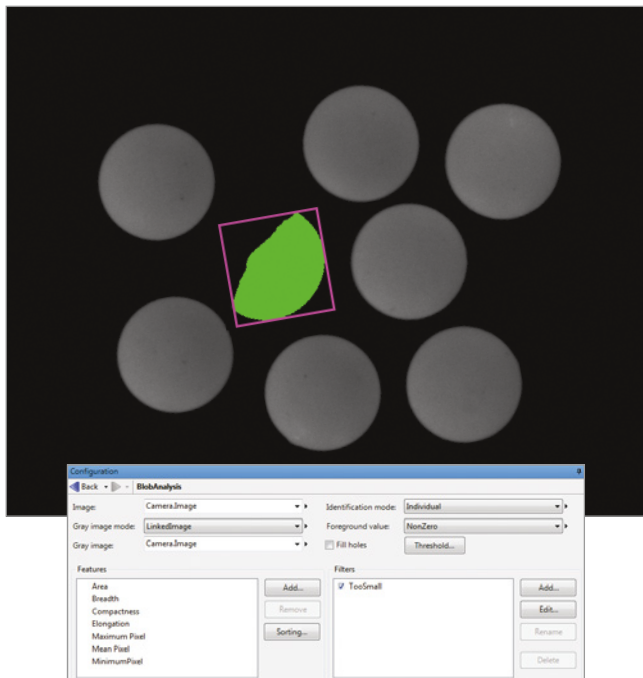 Configuration
Back BlobAnalysis
Image: Camera.Image Identification mode: Individual
Gray image mode: LinkedImage Foreground value: NonZero
Gray image: Camera.Image Fill holes Threshold...
Features Filters
Area Add... TooSmall Add...
Breadth
Compactness Remove Edit...
Elongation
Maximum Pixel Sorting... Rename
Mean Pixel
MinimumPixel Delete